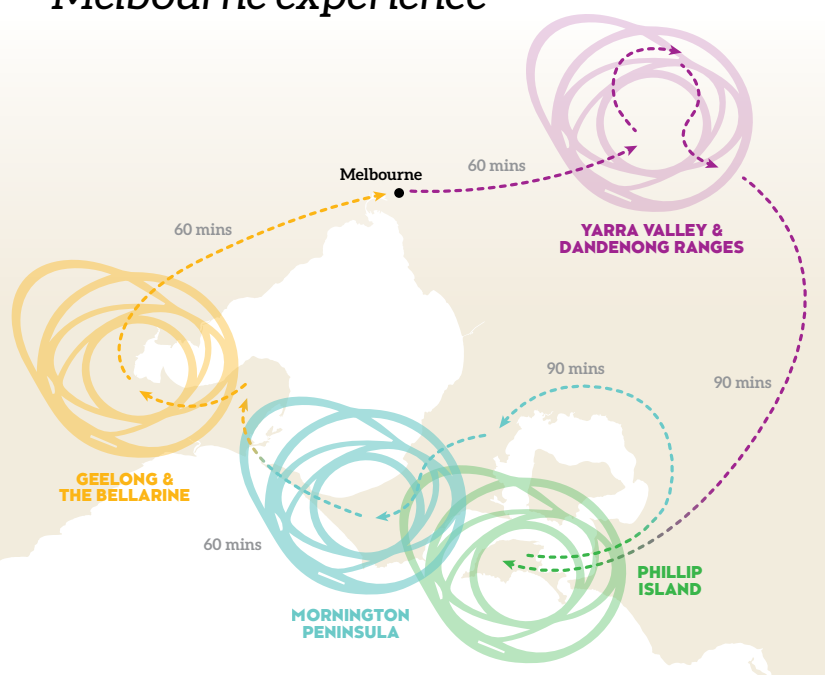 Melbourne experience
Melbourne
60 mins
60 mins
YARRA VALLEY &
DANDENONG RANGES
90 mins
90 mins
GEELONG &
THE BELLARINE
60 mins
PHILLIP
ISLAND
MORNINGTON
PENINSULA